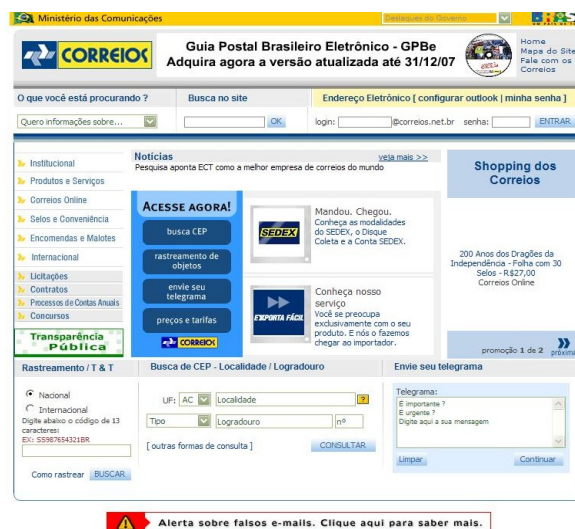 Ministério das Comunicações
Destaques do Governo
CORREIOS
Guia Postal Brasileiro Eletrônico - GPBe
Adquira agora a versão atualizada até 31/12/07
Home
Mapa do Site
Fale com os
Correios
O que você está procurando ?
Busca no site
Endereço Eletrônico [ configurar outlook | minha senha ]
Quero informações sobre...
OK
login:
@correios.net.br
senha:
ENTRAR
Institucional
Produtos e Serviços
Correios Online
Selos e Conveniência
Encomendas e Malotes
Internacional
Licitações
Contratos
Processos de Contas Anuais
Concursos
Transparência
Pública
Notícias
veja mais >>
Pesquisa aponta ECT como a melhor empresa de correios do mundo
ACESSE AGORA!
busca CEP
rastreamento de
objetos
envie seu
telegrama
preços e tarifas
CORREIOS
SEDEX
Mandou. Chegou.
Conheça as modalidades
do SEDEX, o Disque
Coleta e a Conta SEDEX.
EXPORTA FÁCIL
Conheça nosso
serviço
Você se preocupa
exclusivamente com o seu
produto. E nós o fazemos
chegar ao importador.
Shopping dos
Correios
200 Anos dos Dragões da
Independência - Folha com 30
Selos - R$27,00
Correios Online
promoção 1 de 2
próxima
Rastreamento / T & T
Nacional
Internacional
Digite abaixo o código de 13
caracteres:
EX: SS987654321BR
Como rastrear
BUSCAR
Busca de CEP - Localidade / Logradouro
UF:
AC
Localidade
?
Tipo
Logradouro
nº
[ outras formas de consulta ]
CONSULTAR
Envie seu telegrama
Telegrama:
É importante ?
É urgente ?
Digite aqui a sua mensagem
Limpar
Continuar
Alerta sobre falsos e-mails. Clique aqui para saber mais.